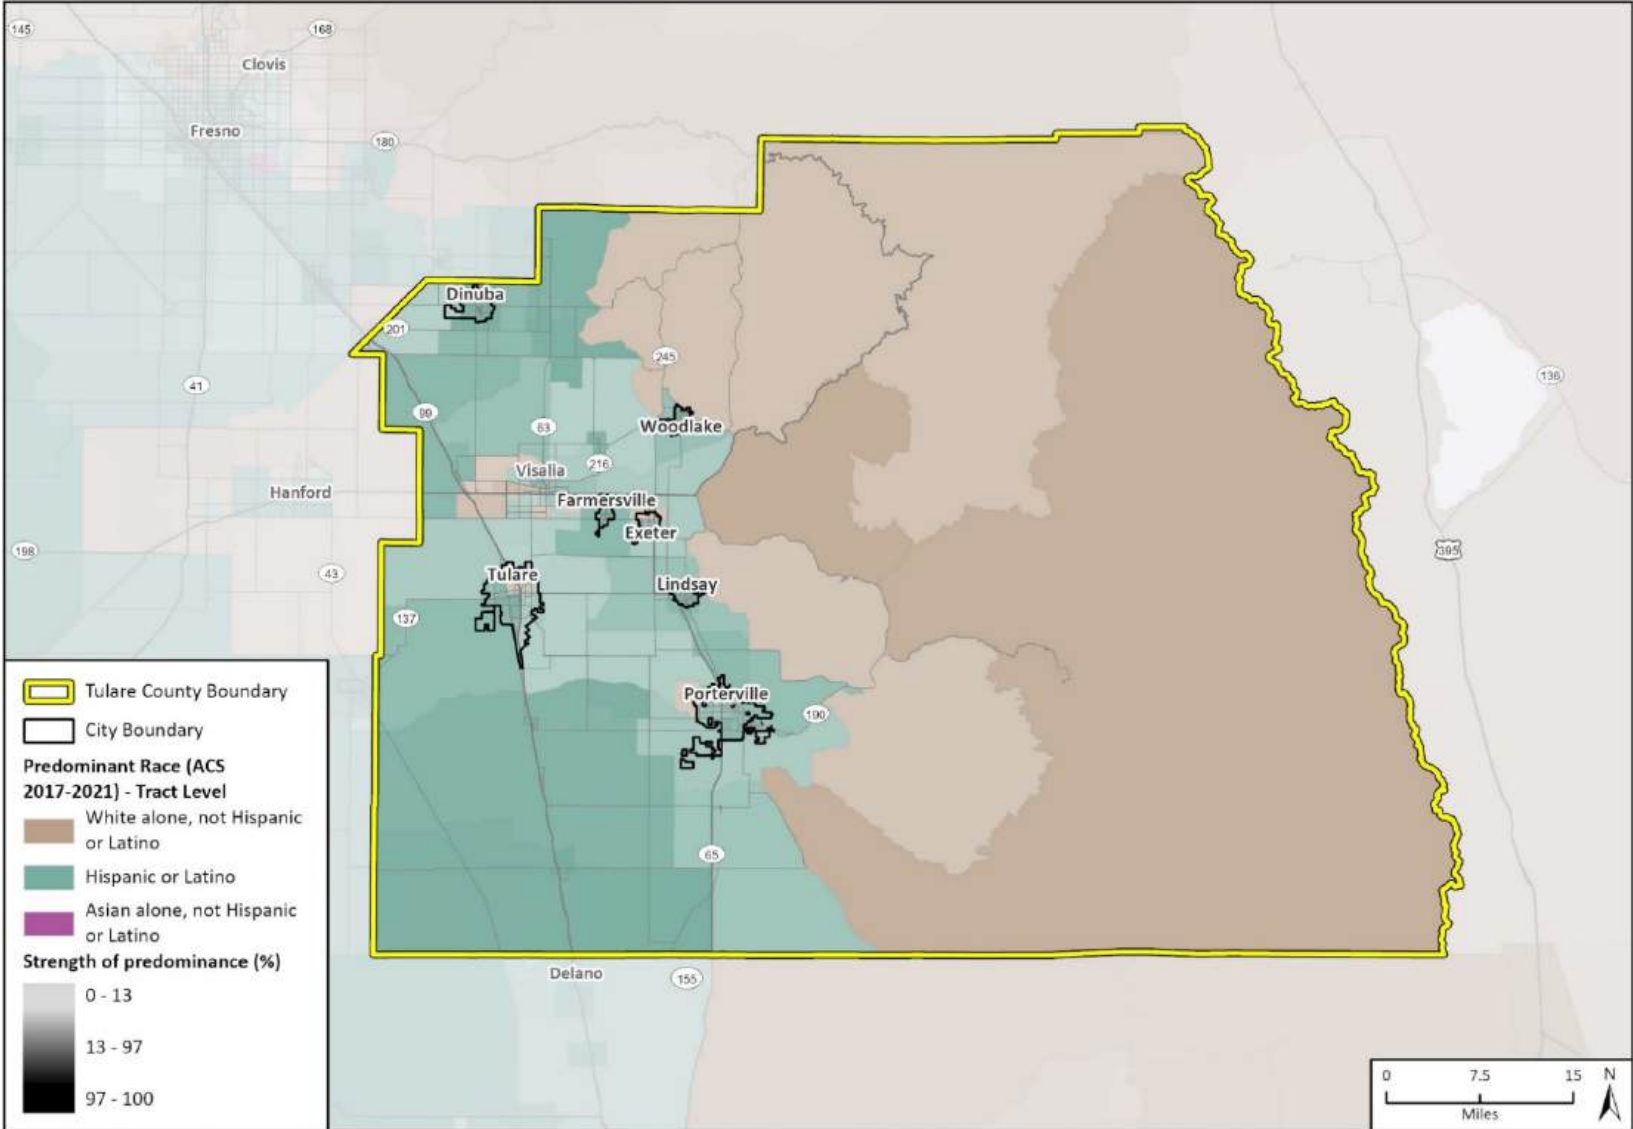 145
168
Clovis
Fresno
180
Dinuba
201
245
41
99
63
Woodlake
Visalia
216
136
Hanford
Farmersville
Exeter
198
43
Tulare
Lindsay
395
137
Porterville
190
65
Delano
155
Tulare County Boundary
City Boundary
Predominant Race (ACS
2017-2021) - Tract Level
White alone, not Hispanic
or Latino
Hispanic or Latino
Asian alone, not Hispanic
or Latino
Strength of predominance (%)
0 - 13
13 - 97
97 - 100
0 7.5 15 N
Miles